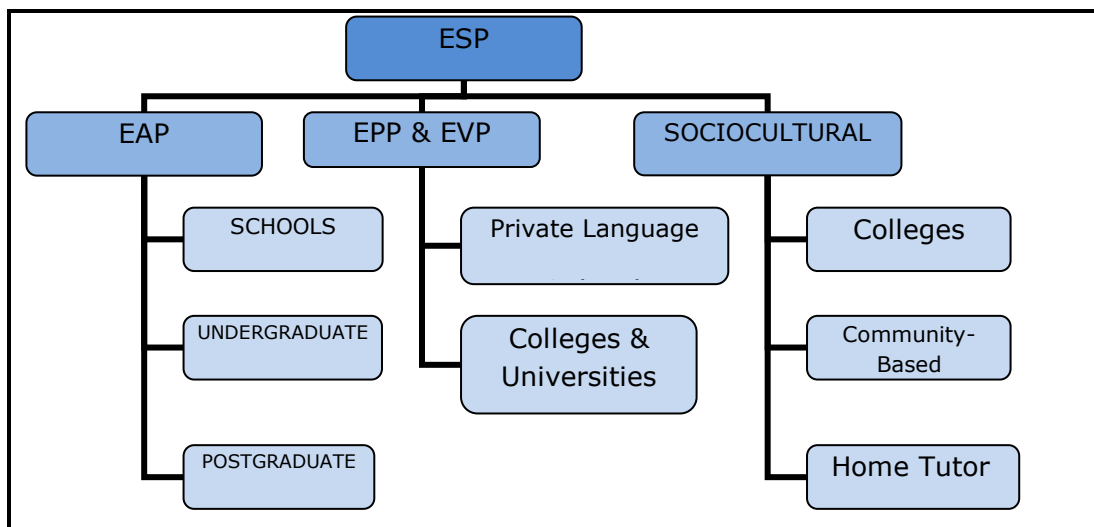 ESP
EAP
EPP & EVP
SOCIOCULTURAL
SCHOOLS
UNDERGRADUATE
POSTGRADUATE
Private Language
Colleges &
Universities
Colleges
Community-
Based
Home Tutor